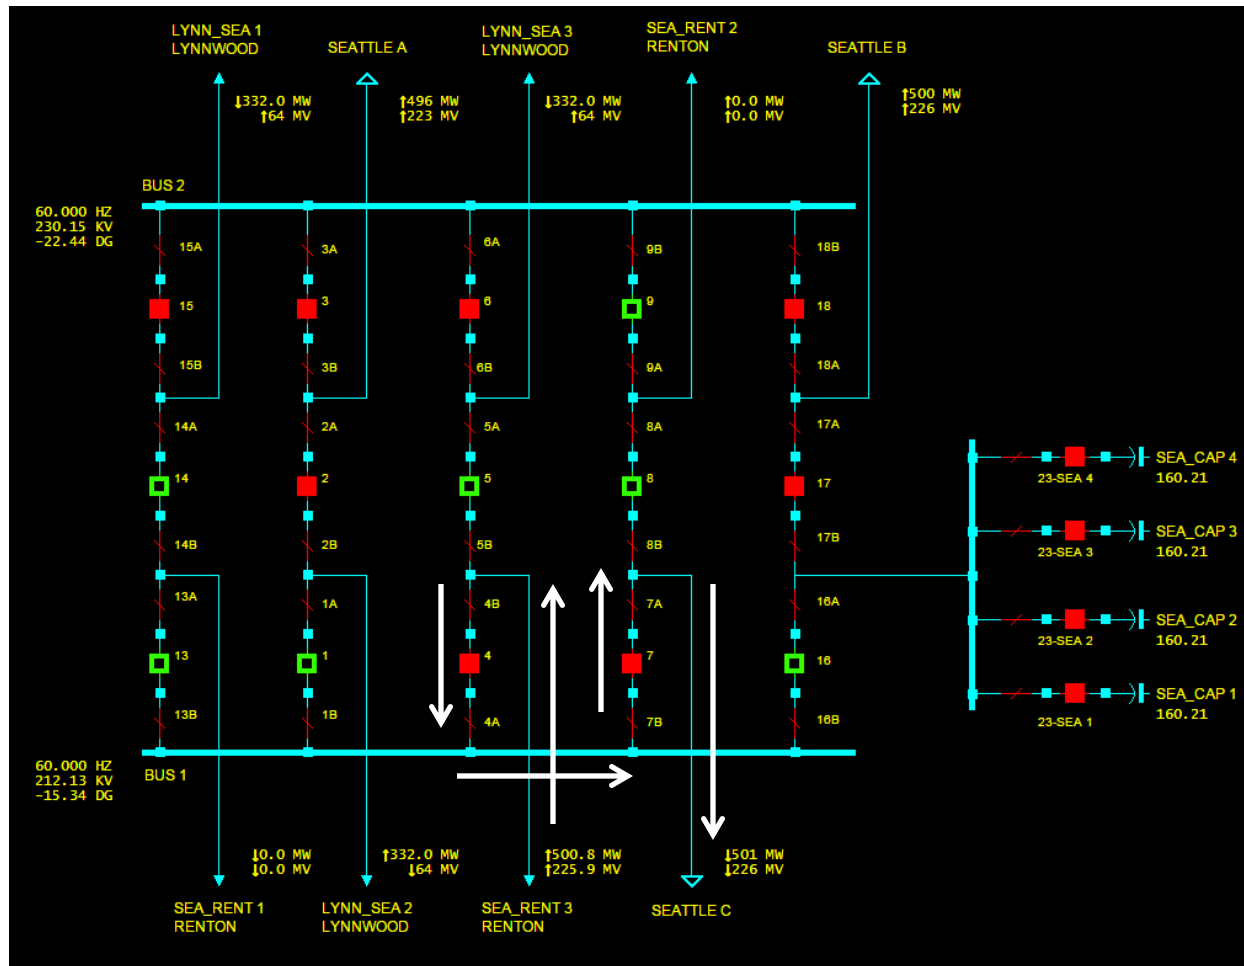 LYNN_SEA 1
LYNNWOOD
SEATTLE A
LYNN_SEA 3
LYNNWOOD
SEA_RENT 2
RENTON
SEATTLE B
↓332.0 MW
↑64 MV
↑496 MW
↑223 MV
↓332.0 MW
↑64 MV
↑0.0 MW
↑0.0 MV
↑500 MW
↑226 MV
BUS 2
60.000 HZ
230.15 KV
-22.44 DG
15A
3A
6A
9B
18B
15
3
6
9
18
15B
3B
6B
9A
18A
14A
2A
5A
8A
17A
14
2
5
8
17
14B
2B
5B
8B
17B
13A
1A
4B
7A
16A
13
1
4
7
16
13B
1B
4A
7B
16B
23-SEA 4
SEA_CAP 4
160.21
23-SEA 3
SEA_CAP 3
160.21
23-SEA 2
SEA_CAP 2
160.21
23-SEA 1
SEA_CAP 1
160.21
60.000 HZ
212.13 KV
-15.34 DG
BUS 1
↓0.0 MW
↓0.0 MV
↑332.0 MW
↓64 MV
↑500.8 MW
↑225.9 MV
↓501 MW
↓226 MV
SEA_RENT 1
RENTON
LYNN_SEA 2
LYNNWOOD
SEA_RENT 3
RENTON
SEATTLE C